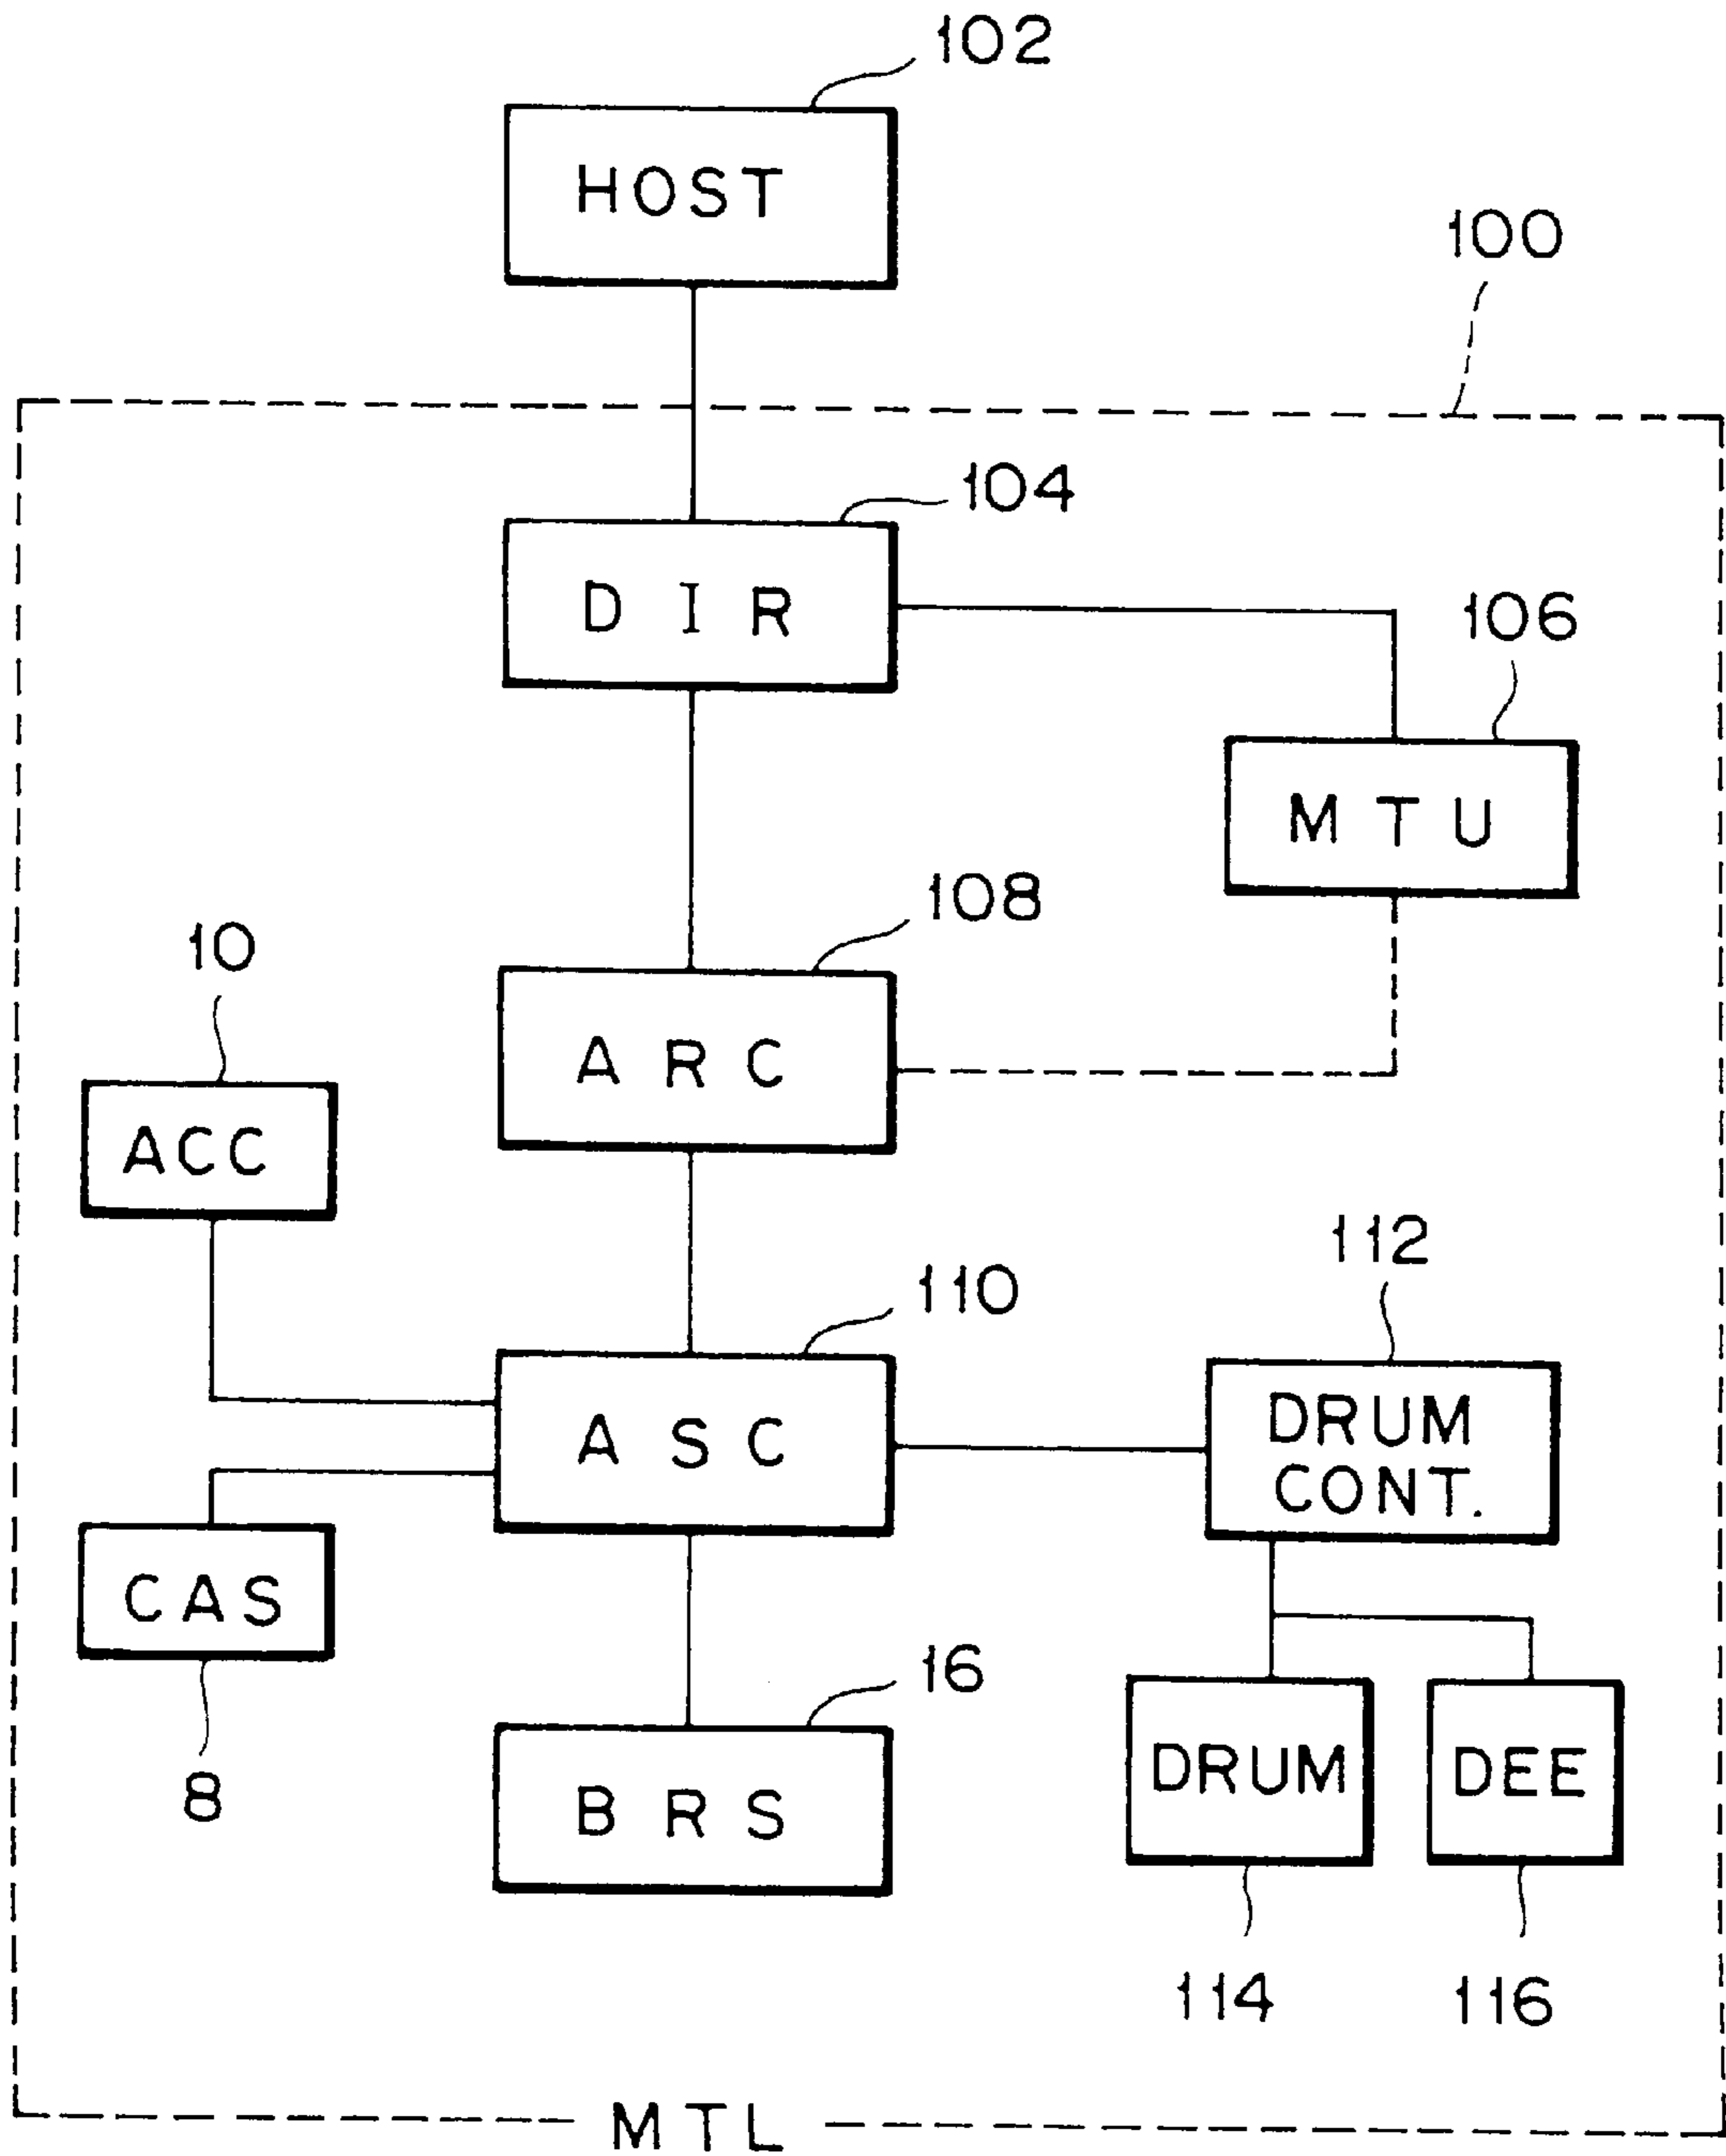 102
HOST
100
104
DIR
106
MTU
108
10
ARC
ACC
112
110
DRUM
CONT.
ASC
CAS
16
8
BRS
DRUM
DEE
114
116
MTL